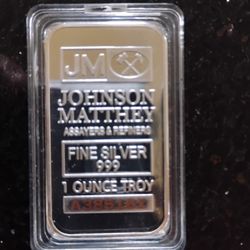 JM
JOHNSON
MATTHEY
ASSAYERS & REFINERS
FINE SILVER
999
1 OUNCE TROY